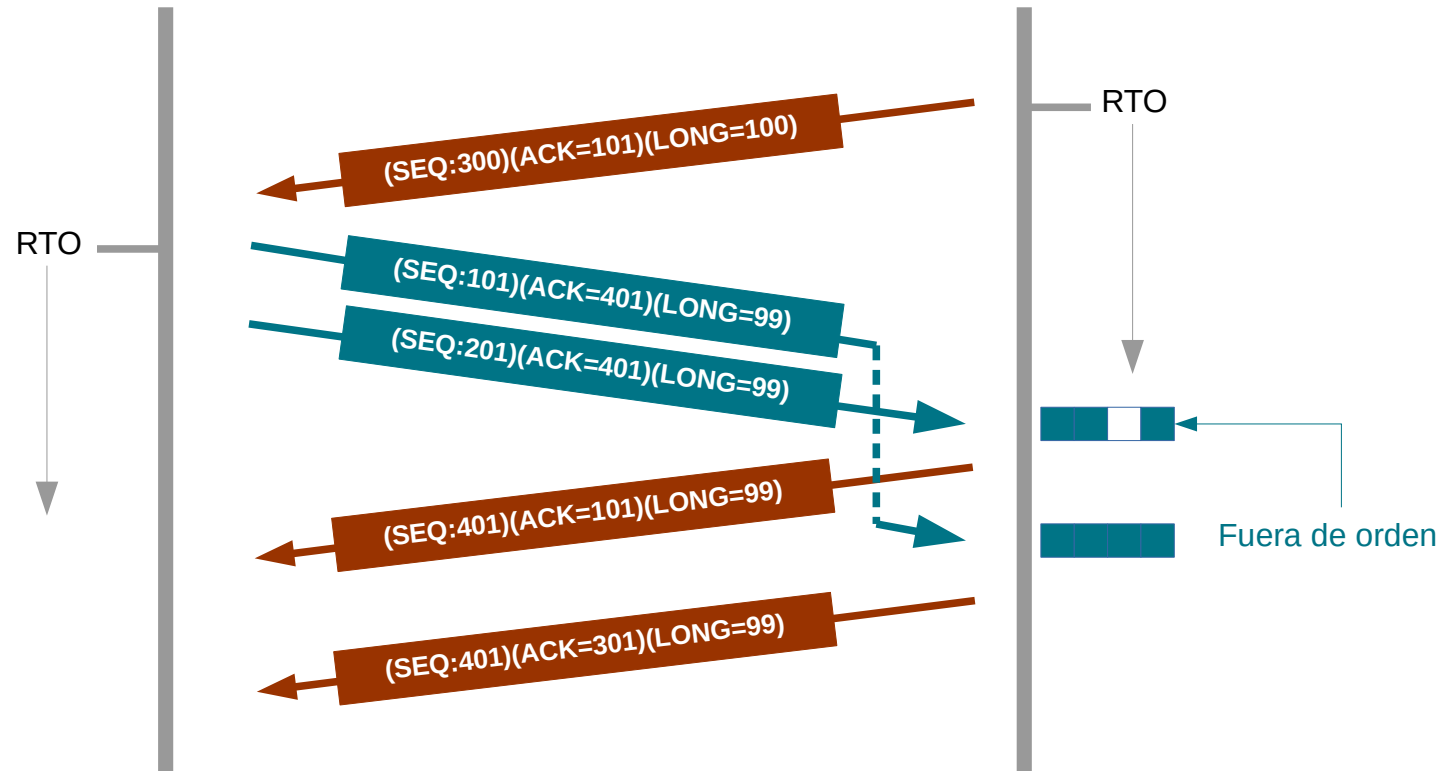 RTO
(SEQ:300)(ACK=101)(LONG=100)
RTO
(SEQ:101)(ACK=401)(LONG=99)
(SEQ:201)(ACK=401)(LONG=99)
(SEQ:401)(ACK=101)(LONG=99)
Fuera de orden
(SEQ:401)(ACK=301)(LONG=99)